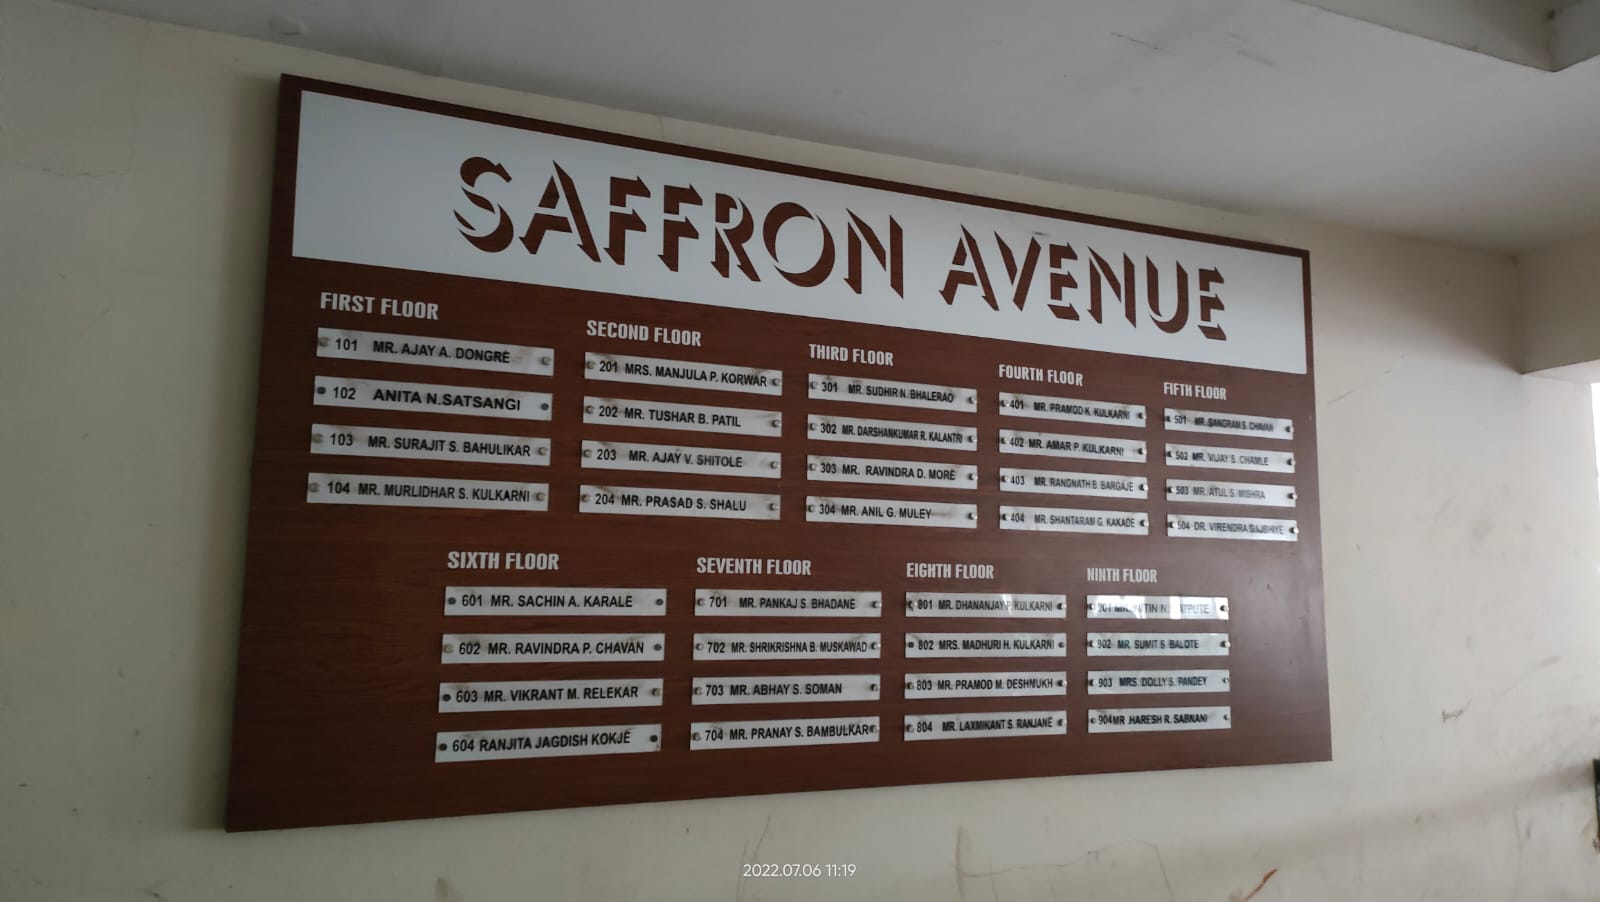 SAFFRON AVENUE
FIRST FLOOR
101 MR. AJAY A. DONGRE
102 ANITA N.SATSANGI
103 MR. SURAJIT S. BAHULIKAR
104 MR. MURLIDHAR S. KULKARNI
SECOND FLOOR
201 MRS. MANJULA P. KORWAR
202 MR. TUSHAR B. PATIL
203 MR. AJAY V. SHITOLE
204 MR. PRASAD S. SHALU
THIRD FLOOR
301 MR. SUDHIR N. BHALERAO
302 MR. DARSHANKUMAR R. KALANTRI
303 MR. RAVINDRA D. MORE
304 MR. ANIL G. MULEY
FOURTH FLOOR
401 MR. PRAMOD K. KULKARNI
402 MR. AMAR P. KULKARNI
403 MR. RANGNATH B. BARGAJE
404 MR. SHANTARAM G. KAKADE
FIFTH FLOOR
501 MR. SANGRAM S. CHAVAN
502 MR. VIJAY S. CHAMLE
503 MR. ATUL S. MISHRA
504 DR. VIRENDRA GAJBHIYE
SIXTH FLOOR
601 MR. SACHIN A. KARALE
602 MR. RAVINDRA P. CHAVAN
603 MR. VIKRANT M. RELEKAR
604 RANJITA JAGDISH KOKJE
SEVENTH FLOOR
701 MR. PANKAJ S. BHADANE
702 MR. SHRIKRISHNA B. MUSKAWAD
703 MR. ABHAY S. SOMAN
704 MR. PRANAY S. BAMBULKAR
EIGHTH FLOOR
801 MR. DHANANJAY P. KULKARNI
802 MRS. MADHURI H. KULKARNI
803 MR. PRAMOD M. DESHMUKH
804 MR. LAXMIKANT S. RANJANE
NINTH FLOOR
901 MR. NITIN N.
902 MR. SUMIT S BALOTE
903 MRS DOLLY S. PANDEY
904 MR HARESH R. SABNANI
2022.07.06 11:19